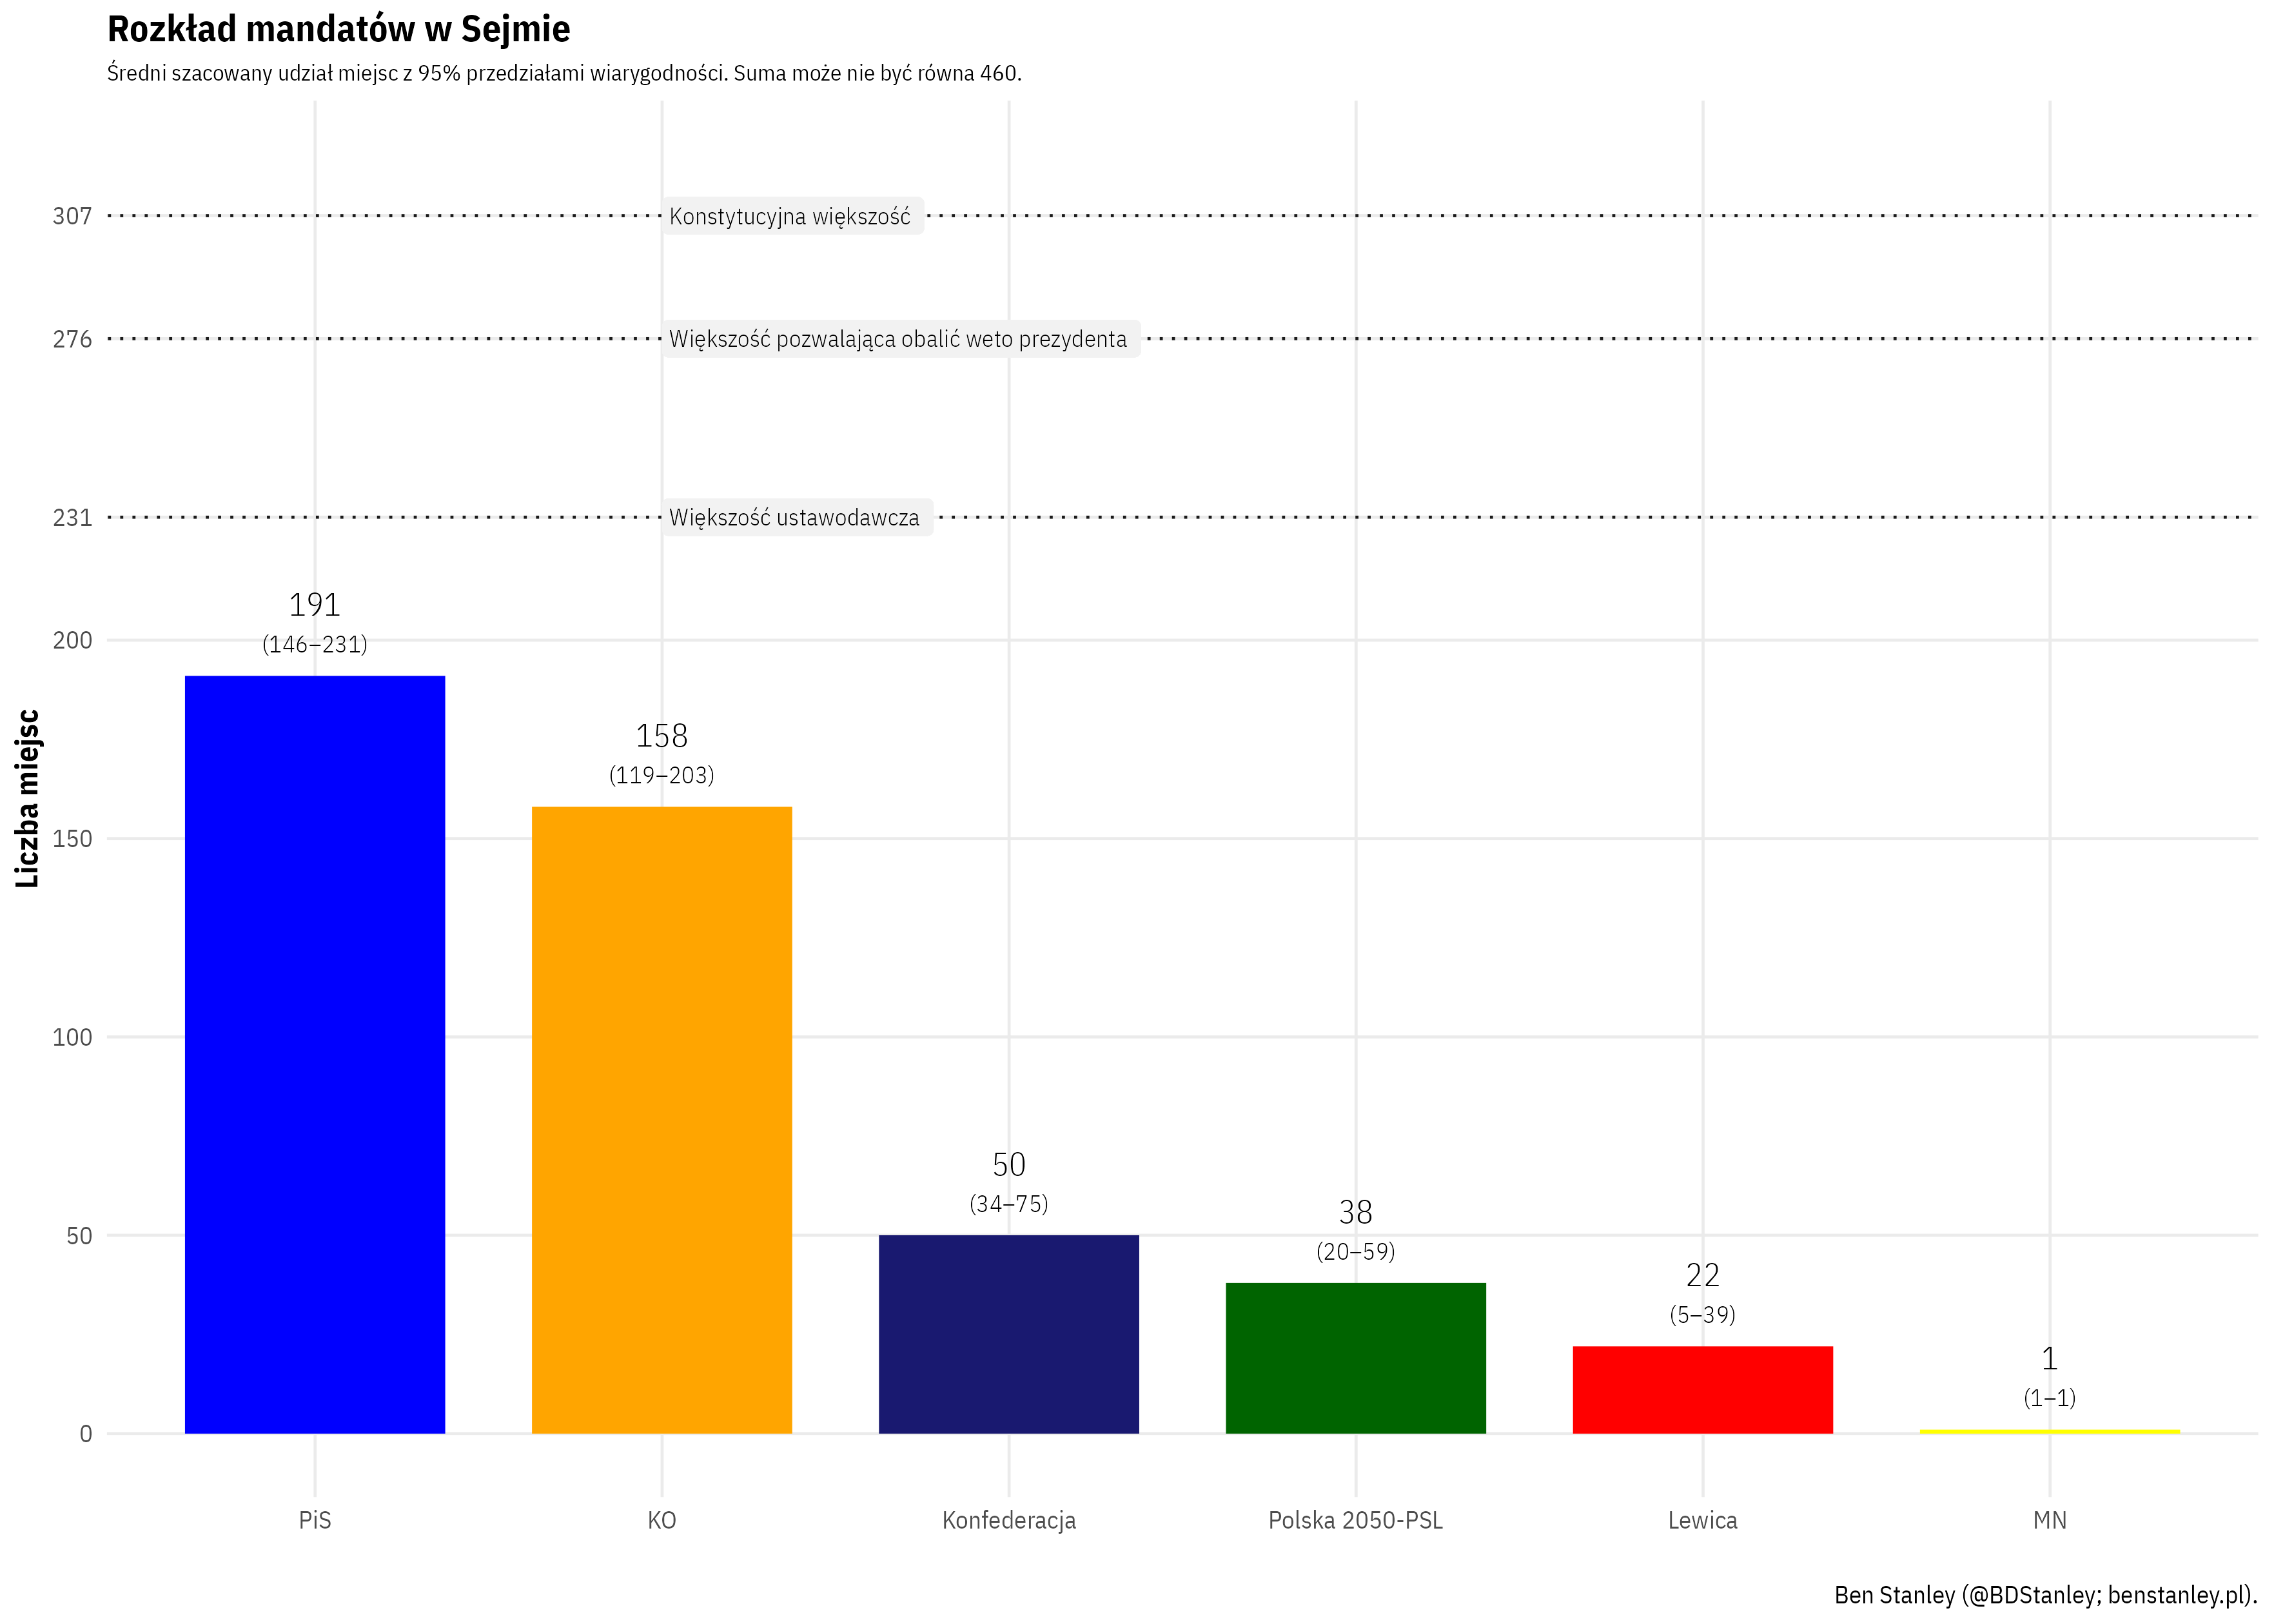 Rozkład mandatów w Sejmie
Średni szacowany udział miejsc z 95% przedziałami wiarygodności. Suma może nie być równa 460.
307
Konstytucyjna większość
276
Większość pozwalająca obalić weto prezydenta
231
Większość ustawodawcza
191
(146–231)
200
158
(119–203)
Liczba miejsc
150
100
50
(34–75)
38
(20–59)
50
22
(5–39)
1
(1–1)
0
PiS
KO
Konfederacja
Polska 2050-PSL
Lewica
MN
Ben Stanley (@BDStanley; benstanley.pl).